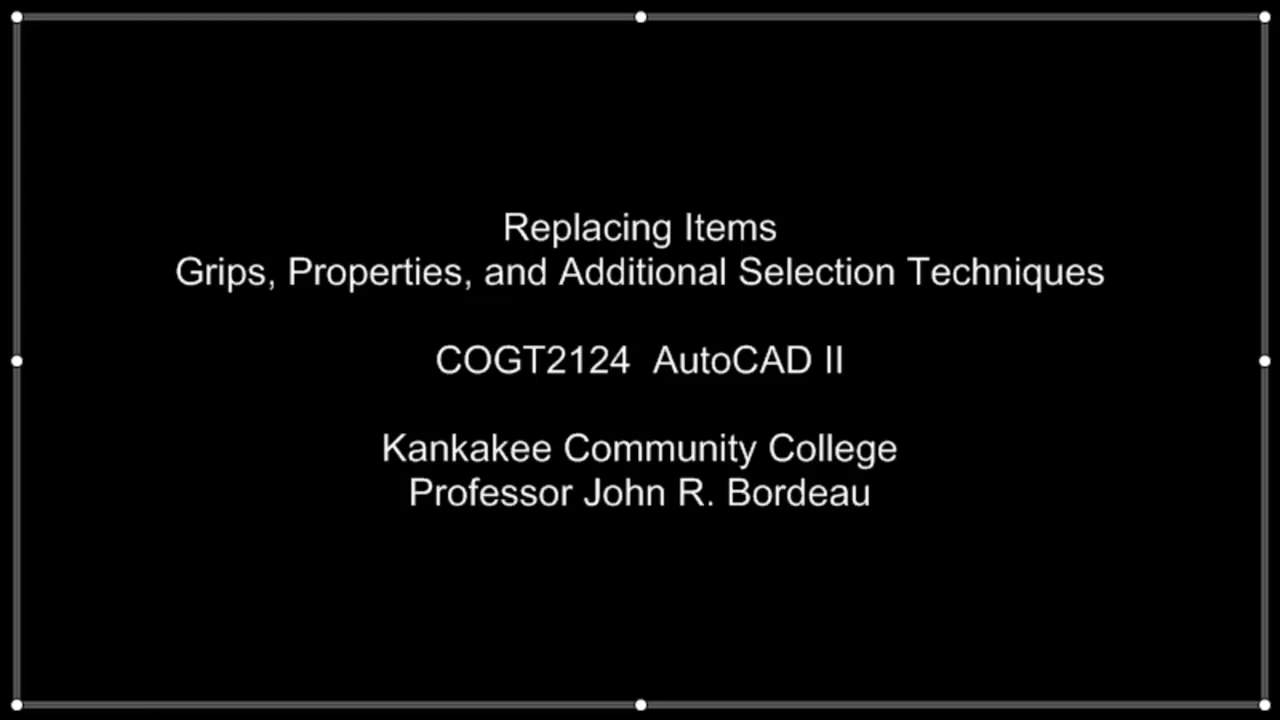 Replacing Items
Grips, Properties, and Additional Selection Techniques
COGT2124 AutoCAD II
Kankakee Community College
Professor John R. Bordeau